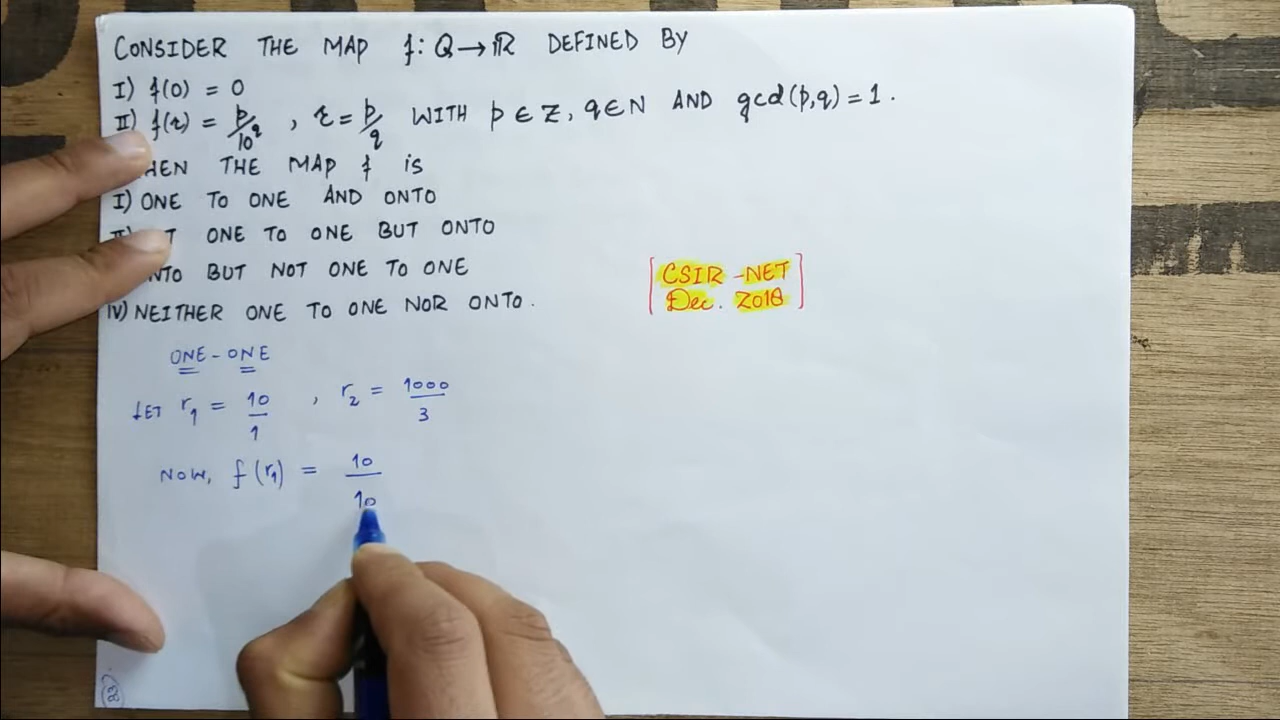 CONSIDER THE MAP f: Q → ℝ DEFINED BY
I) f(0) = 0
II) f(r) = p/10^q , r = p/q WITH p ∈ Z, q ∈ N AND gcd(p,q) = 1.
HEN THE MAP f is
I) ONE TO ONE AND ONTO
ONE TO ONE BUT ONTO
NTO BUT NOT ONE TO ONE
IV) NEITHER ONE TO ONE NOR ONTO.
[CSIR -NET
Dec. 2018]
ONE - ONE
LET r₁ = 10/1 , r₂ = 1000/3
NOW, f(r₁) = 10/10